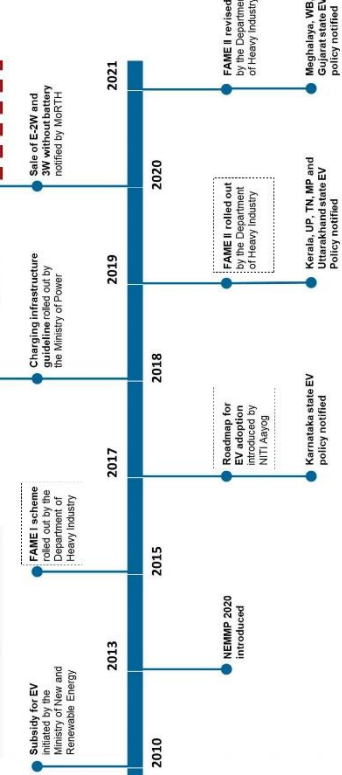 Subsidy for EV
initiated by the
Ministry of New and
Renewable Energy
2010
2013
NEMMP 2020
introduced
FAME I scheme
rolled out by the
Department of
Heavy Industry
2015
2017
Roadmap for
EV adoption
introduced by
NITI Aayog
Karnataka state EV
policy notified
Charging infrastructure
guideline rolled out by
the Ministry of Power
2018
2019
FAME II rolled out
by the Department
of Heavy Industry
Kerala, UP, TN, MP and
Uttarakhand state EV
Policy notified
Sale of E-2W and
3W without battery
notified by MoRTH
2020
2021
FAME II revised
by the Department
of Heavy Industry
Meghalaya, WB,
Gujarat state EV
policy notified